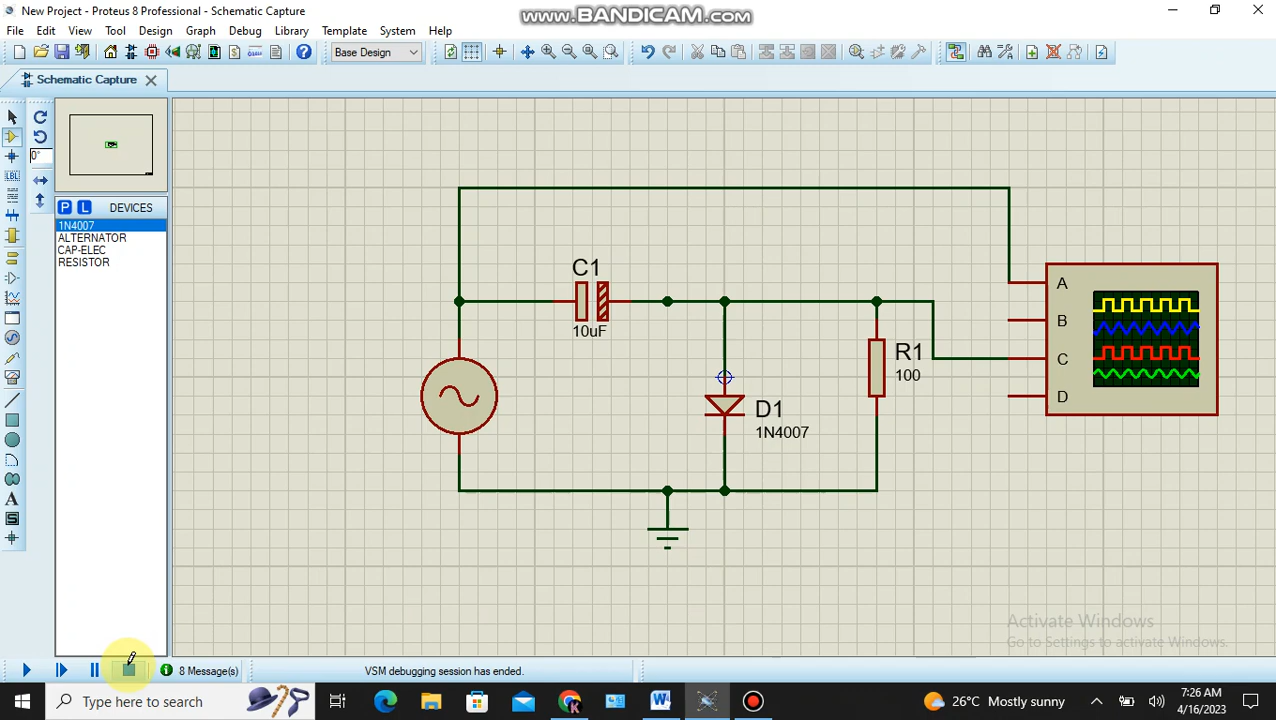 New Project - Proteus 8 Professional - Schematic Capture
www.BANDICAM.com
File Edit View Tool Design Graph Debug Library Template System Help
Base Design
Schematic Capture
0°
P L DEVICES
LBL
1N4007
ALTERNATOR
CAP-ELEC
RESISTOR
C1
10uF
D1
1N4007
R1
100
A
B
C
D
A
S
Activate Windows
Go to Settings to activate Windows.
8 Message(s)
VSM debugging session has ended.
Type here to search
26°C Mostly sunny
7:26 AM
4/16/2023